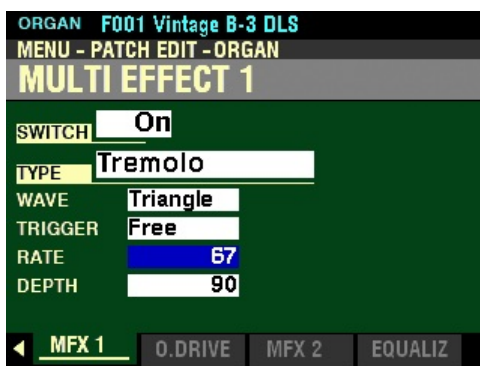 ORGAN F001 Vintage B-3 DLS
MENU - PATCH EDIT - ORGAN
MULTI EFFECT 1
SWITCH On
TYPE Tremolo
WAVE Triangle
TRIGGER Free
RATE 67
DEPTH 90
MFX 1 O.DRIVE MFX 2 EQUALIZ